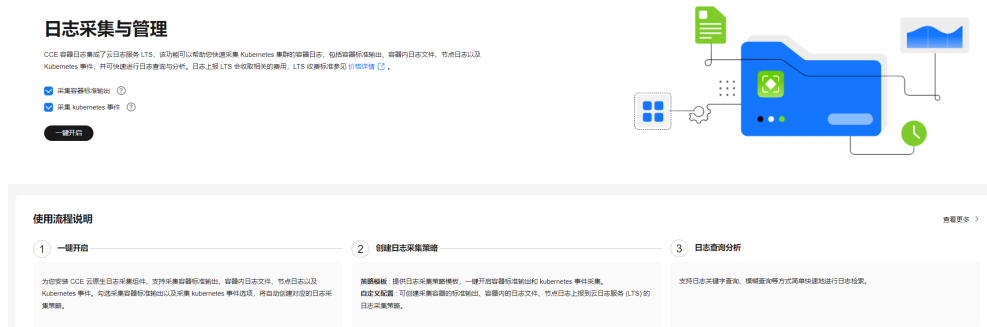 日志采集与管理
CCE 容器日志集成了云日志服务 LTS，该功能可以帮助您快速采集 Kubernetes 集群的容器日志，包括容器标准输出、容器内日志文件、节点日志以及
Kubernetes 事件，并可快速进行日志查询与分析。日志上报 LTS 会收取相关的费用，LTS 收费标准参见 价格详情。
采集容器标准输出
采集 kubernetes 事件
一键开启
使用流程说明
查看更多
1 一键开启
为您安装 CCE 云原生日志采集组件，支持采集容器标准输出、容器内日志文件、节点日志以及
Kubernetes 事件。勾选采集容器标准输出以及采集 kubernetes 事件选项，将自动创建对应的日志采
集策略。
2 创建日志采集策略
策略模板：提供日志采集策略模板，一键开启容器标准输出和 kubernetes 事件采集。
自定义配置：可创建采集容器的标准输出、容器内的日志文件、节点日志上报到云日志服务 (LTS) 的
日志采集策略。
3 日志查询分析
支持日志关键字查询、模糊查询等方式简单快速地进行日志检索。